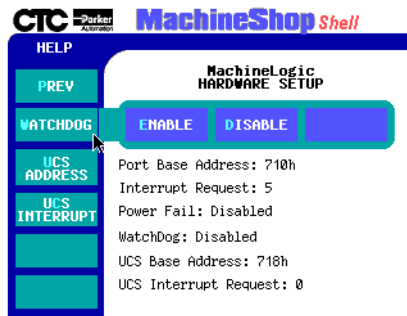 CTC Parker Automation MachineShop Shell
HELP
MachineLogic
HARDWARE SETUP
PREV
WATCHDOG
ENABLE DISABLE
UCS
ADDRESS
UCS
INTERRUPT
Port Base Address: 710h
Interrupt Request: 5
Power Fail: Disabled
WatchDog: Disabled
UCS Base Address: 718h
UCS Interrupt Request: 0